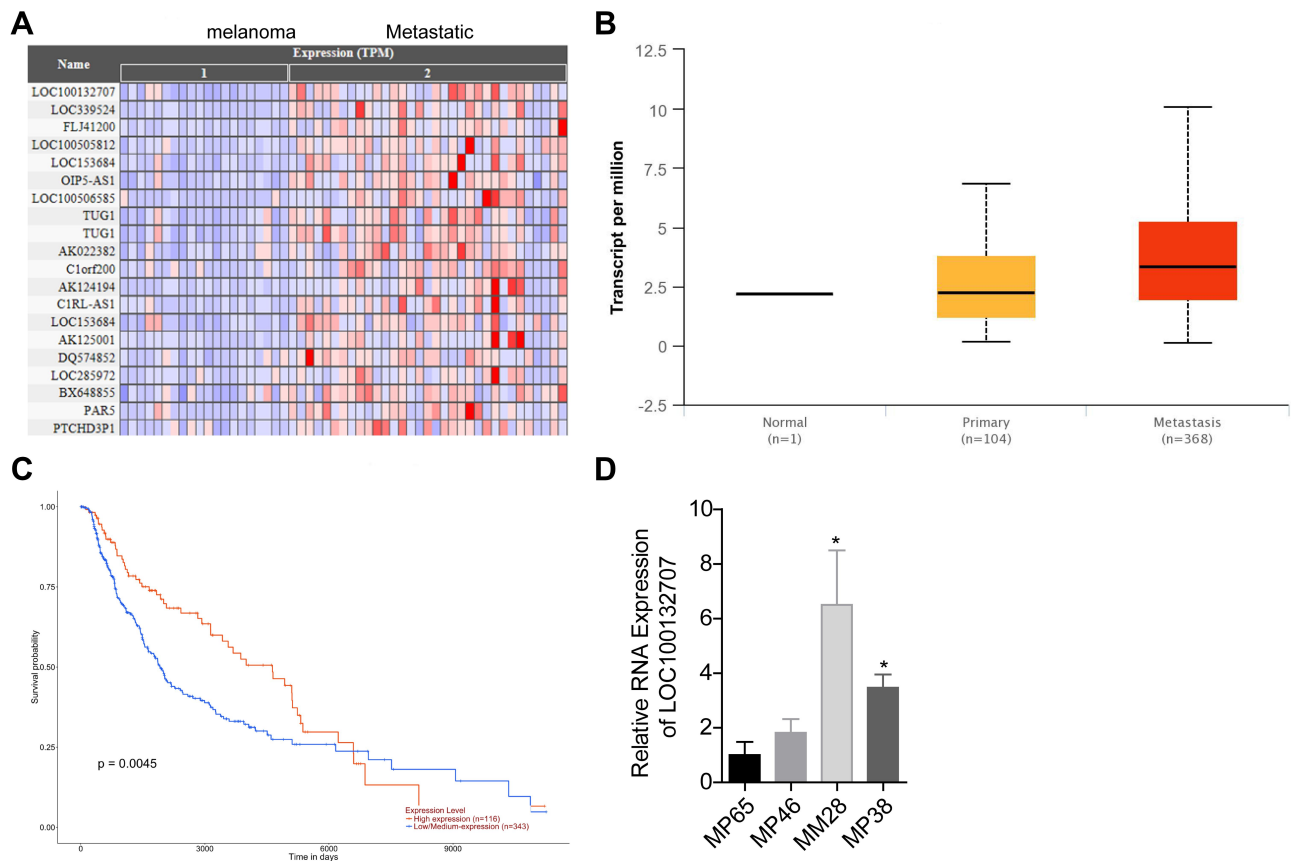 A
melanoma Metastatic
Name
Expression (TPM)
1 2
LOC100132707
LOC339524
FLJ41200
LOC100505812
LOC153684
OIP5-AS1
LOC100506585
TUG1
TUG1
AK022382
C1orf200
AK124194
C1RL-AS1
LOC153684
AK125001
DQ574852
LOC285972
BX648855
PAR5
PTCHD3P1
B
Transcript per million
12.5
10
7.5
5
2.5
0
-2.5
Normal
(n=1)
Primary
(n=104)
Metastasis
(n=368)
C
Survival probability
1.00
0.75
0.50
0.25
0.00
p = 0.0045
Expression Level
High expression (n=116)
Low/Medium-expression (n=343)
0 3000 6000 9000
Time in days
D
Relative RNA Expression
of LOC100132707
10
8
6
4
2
0
*
*
MP65 MP46 MM28 MP38